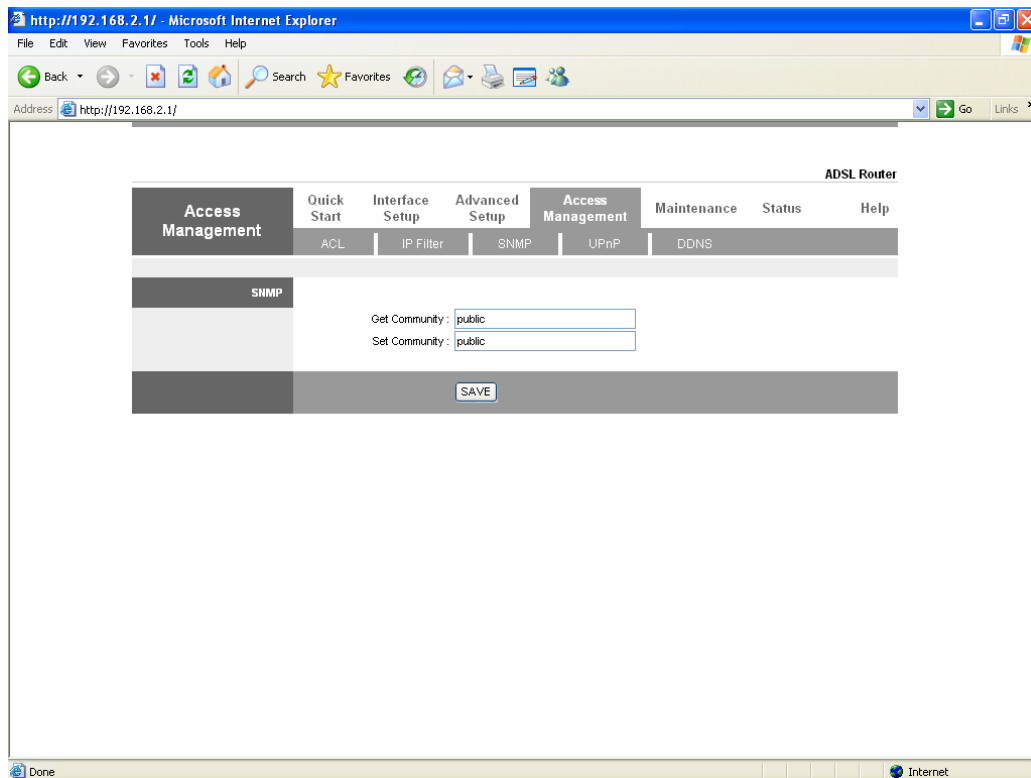 http://192.168.2.1/ - Microsoft Internet Explorer
File Edit View Favorites Tools Help
Back Search Favorites
Address http://192.168.2.1/ Go Links
ADSL Router
Access Management
Quick Start Interface Setup Advanced Setup Access Management Maintenance Status Help
ACL IP Filter SNMP UPnP DDNS
SNMP
Get Community : public
Set Community : public
SAVE
Done Internet